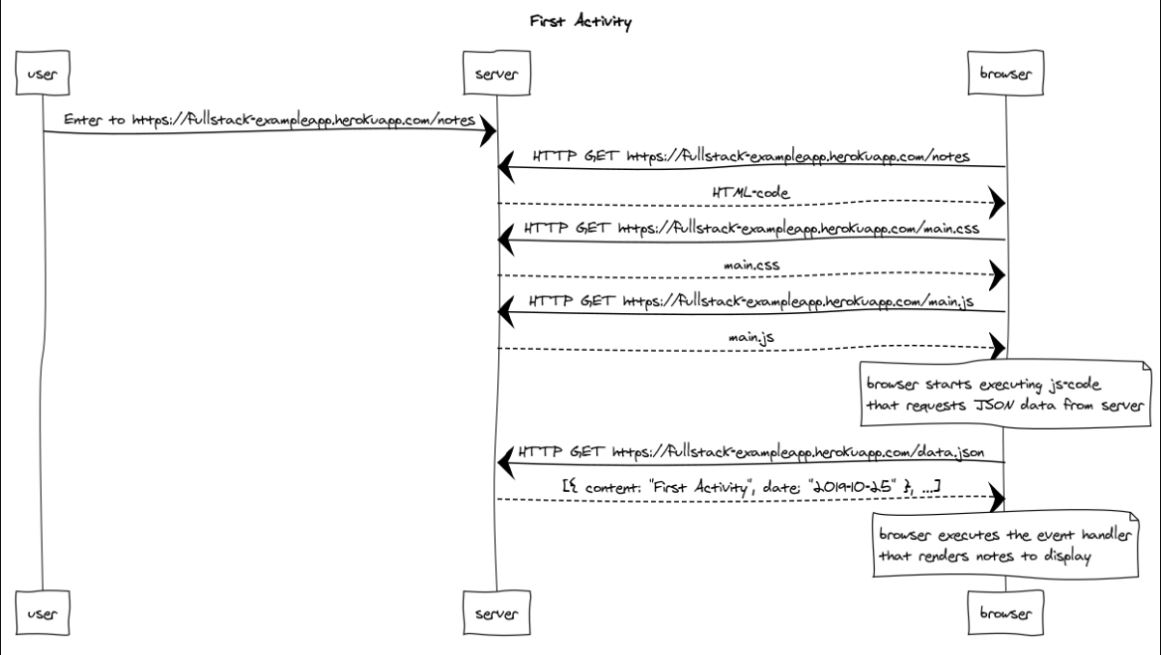 First Activity
user
server
browser
Enter to https://fullstack-exampleapp.herokuapp.com/notes
HTTP GET https://fullstack-exampleapp.herokuapp.com/notes
HTML-code
HTTP GET https://fullstack-exampleapp.herokuapp.com/main.css
main.css
HTTP GET https://fullstack-exampleapp.herokuapp.com/main.js
main.js
browser starts executing js-code
that requests JSON data from server
HTTP GET https://fullstack-exampleapp.herokuapp.com/data.json
[{ content: "First Activity", date: "2019-10-25" }, ...]
browser executes the event handler
that renders notes to display
user
server
browser